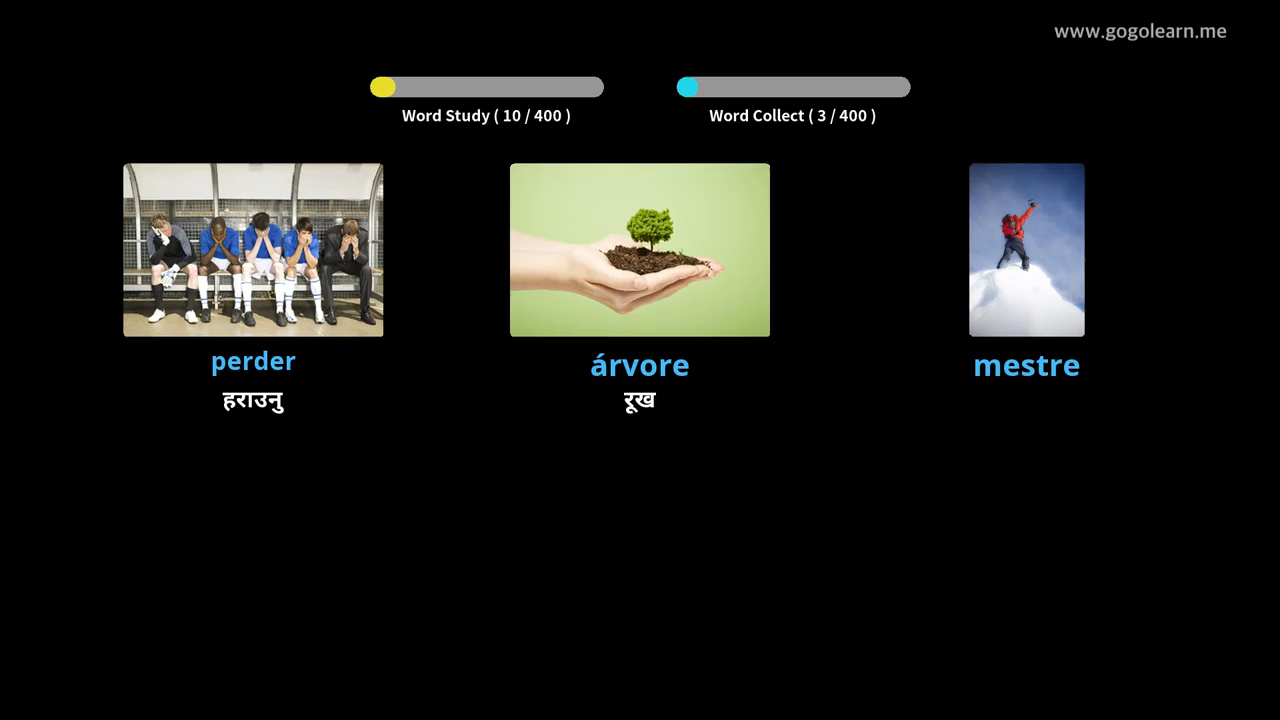 www.gogolearn.me
Word Study ( 10 / 400 )
Word Collect ( 3 / 400 )
perder
हराउनु
árvore
रूख
mestre